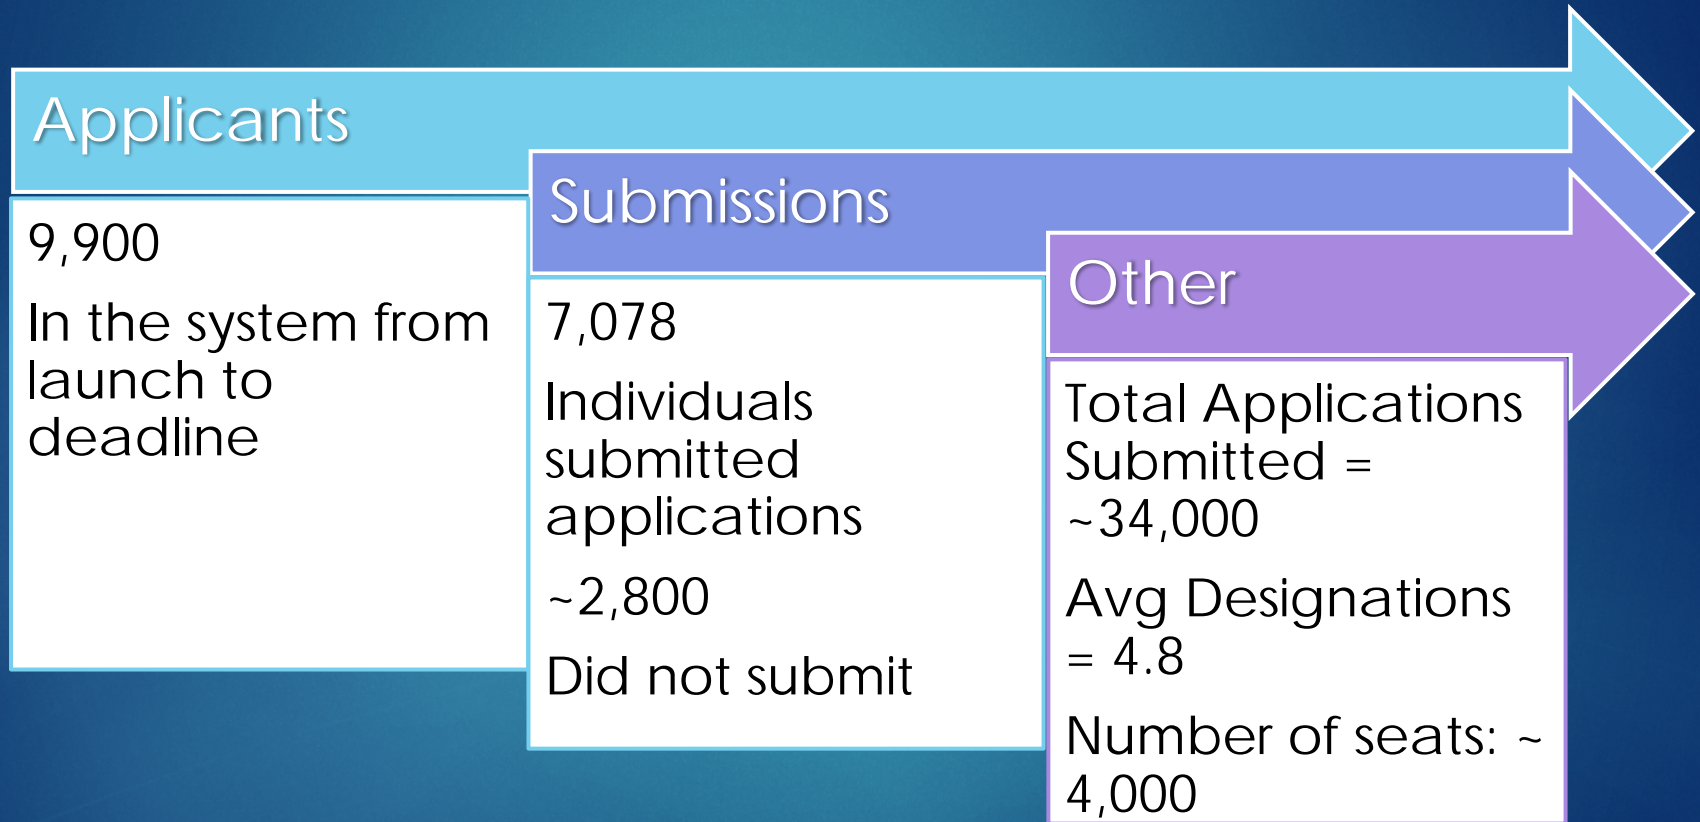 Applicants
9,900
In the system from
launch to
deadline
Submissions
7,078
Individuals
submitted
applications
~2,800
Did not submit
Other
Total Applications
Submitted =
~34,000
Avg Designations
= 4.8
Number of seats: ~
4,000